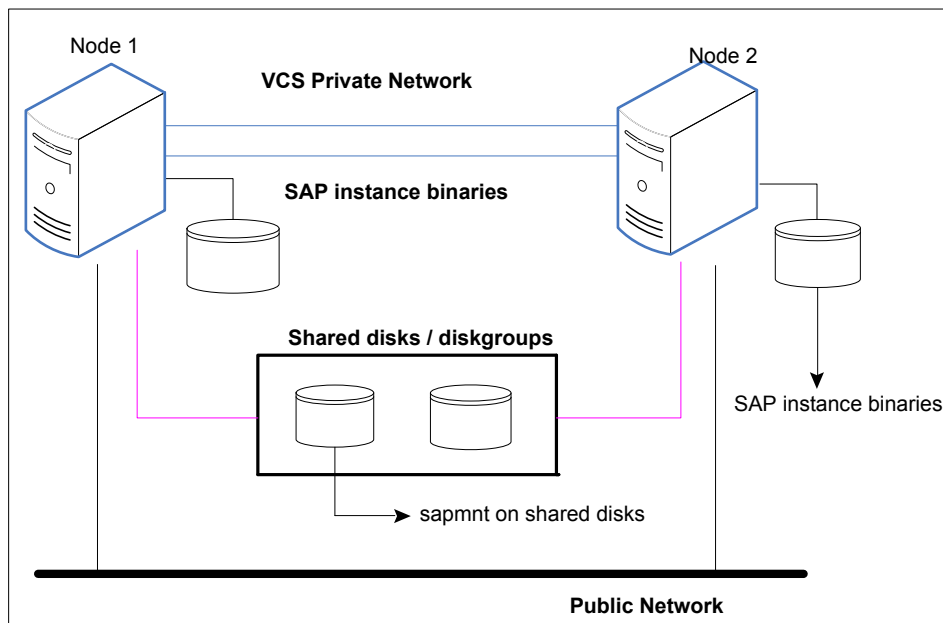 Node 1
Node 2
VCS Private Network
SAP instance binaries
Shared disks / diskgroups
SAP instance binaries
sapmnt on shared disks
Public Network